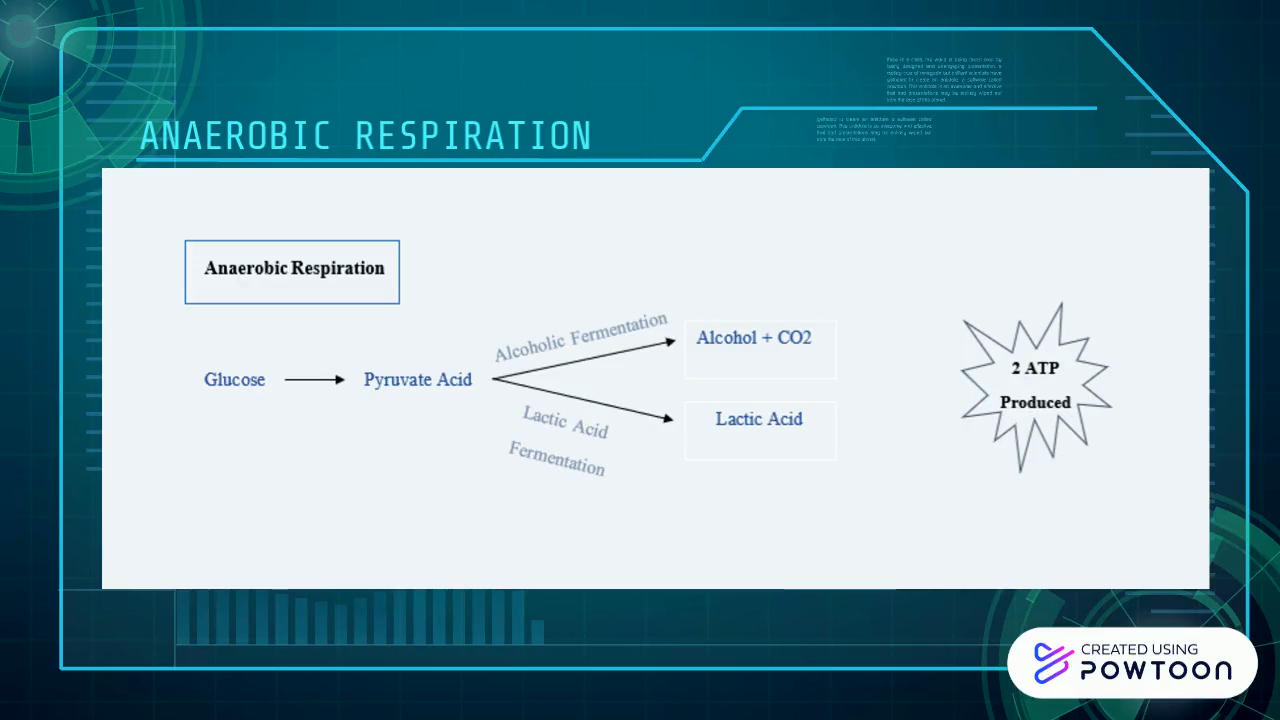 ANAEROBIC RESPIRATION
Anaerobic Respiration
Glucose
Pyruvate Acid
Alcoholic Fermentation
Alcohol + CO2
Lactic Acid
Fermentation
Lactic Acid
2 ATP
Produced
CREATED USING
POWTOON